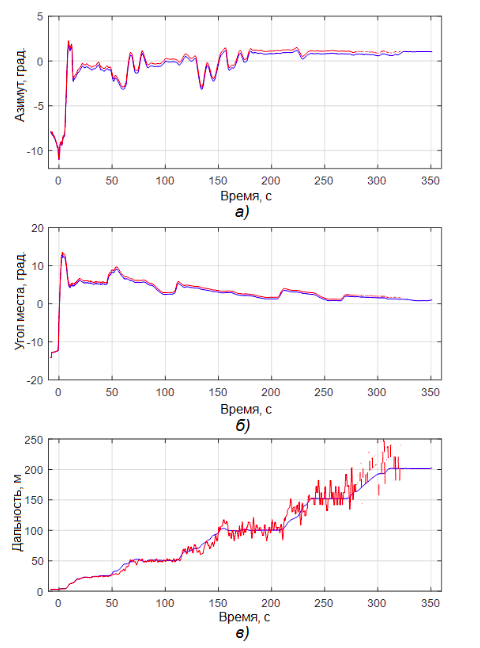 5
0
-5
-10
Азимут, град.
0 50 100 150 200 250 300 350
Время, с
а)
20
10
0
-10
-20
Угол места, град.
0 50 100 150 200 250 300 350
Время, с
б)
250
200
150
100
50
0
Дальность, м
0 50 100 150 200 250 300 350
Время, с
в)